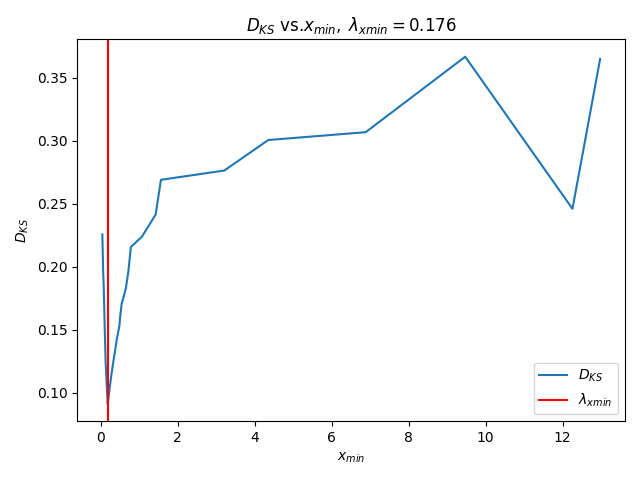 D_KS vs.x_min, λ_xmin = 0.176
0.35
0.30
0.25
0.20
0.15
0.10
D_KS
0 2 4 6 8 10 12
x_min
D_KS
λ_xmin